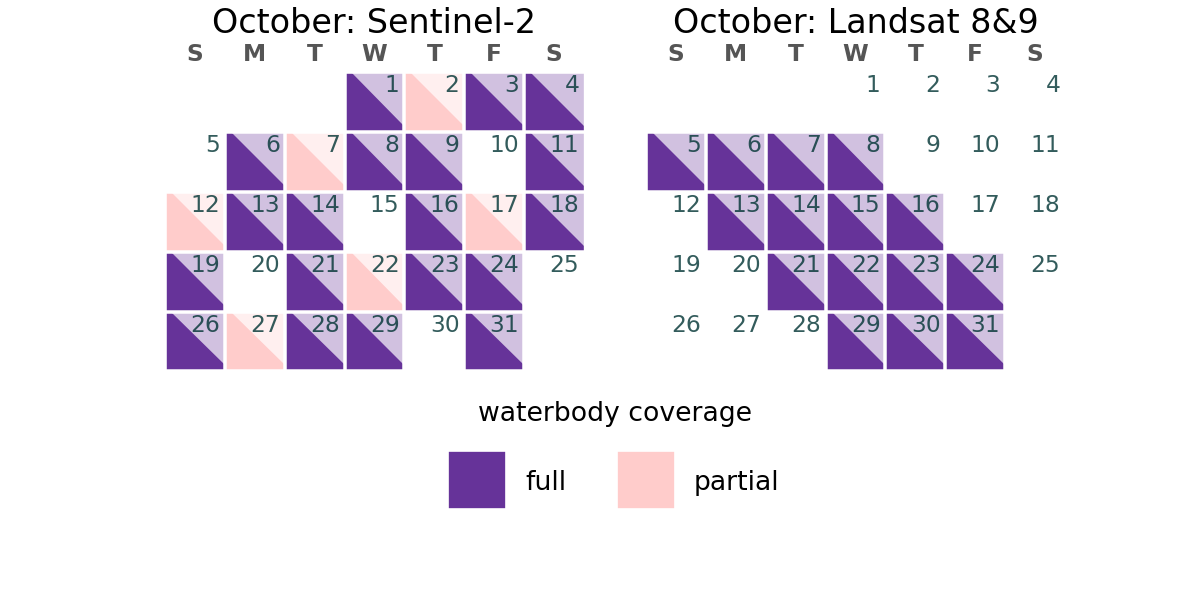 October: Sentinel-2
S M T W T F S
1 2 3 4
5 6 7 8 9 10 11
12 13 14 15 16 17 18
19 20 21 22 23 24 25
26 27 28 29 30 31
October: Landsat 8&9
S M T W T F S
1 2 3 4
5 6 7 8 9 10 11
12 13 14 15 16 17 18
19 20 21 22 23 24 25
26 27 28 29 30 31
waterbody coverage
full partial